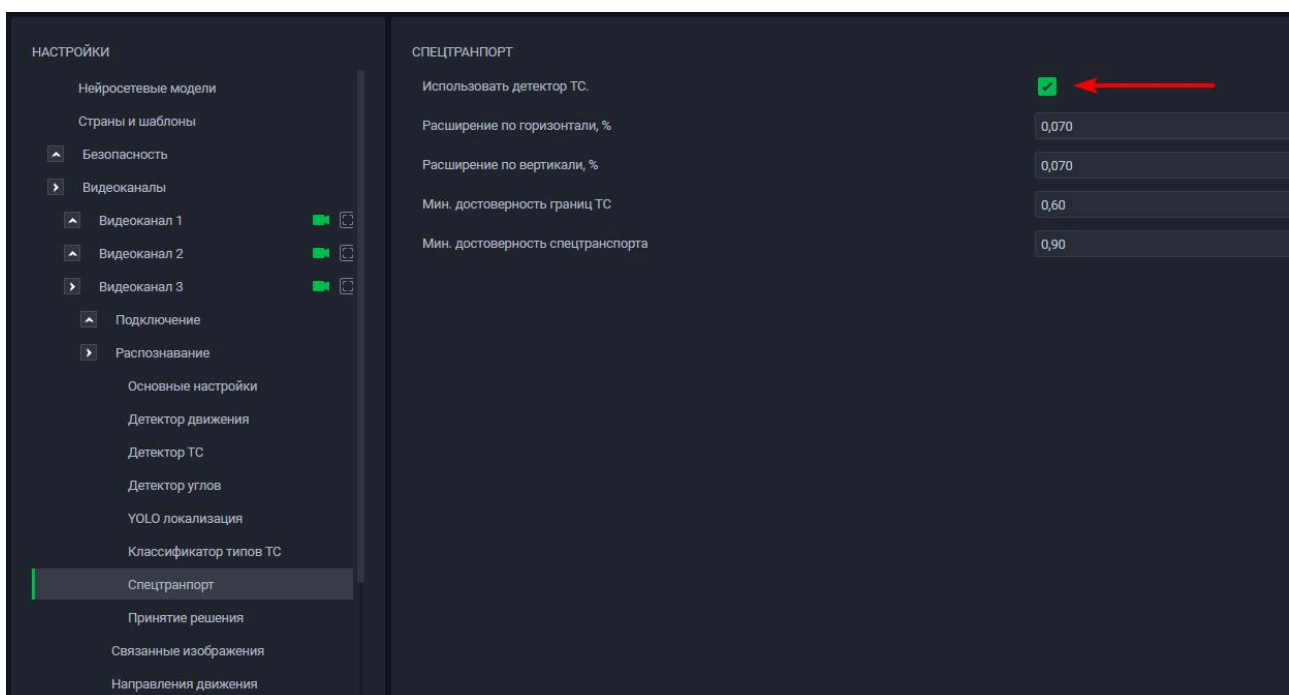 НАСТРОЙКИ
Нейросетевые модели
Страны и шаблоны
Безопасность
Видеоканалы
Видеоканал 1
Видеоканал 2
Видеоканал 3
Подключение
Распознавание
Основные настройки
Детектор движения
Детектор ТС
Детектор углов
YOLO локализация
Классификатор типов ТС
Спецтранпорт
Принятие решения
Связанные изображения
Направления движения
СПЕЦТРАНПОРТ
Использовать детектор ТС.
Расширение по горизонтали, % 0,070
Расширение по вертикали, % 0,070
Мин. достоверность границ ТС 0,60
Мин. достоверность спецтранспорта 0,90